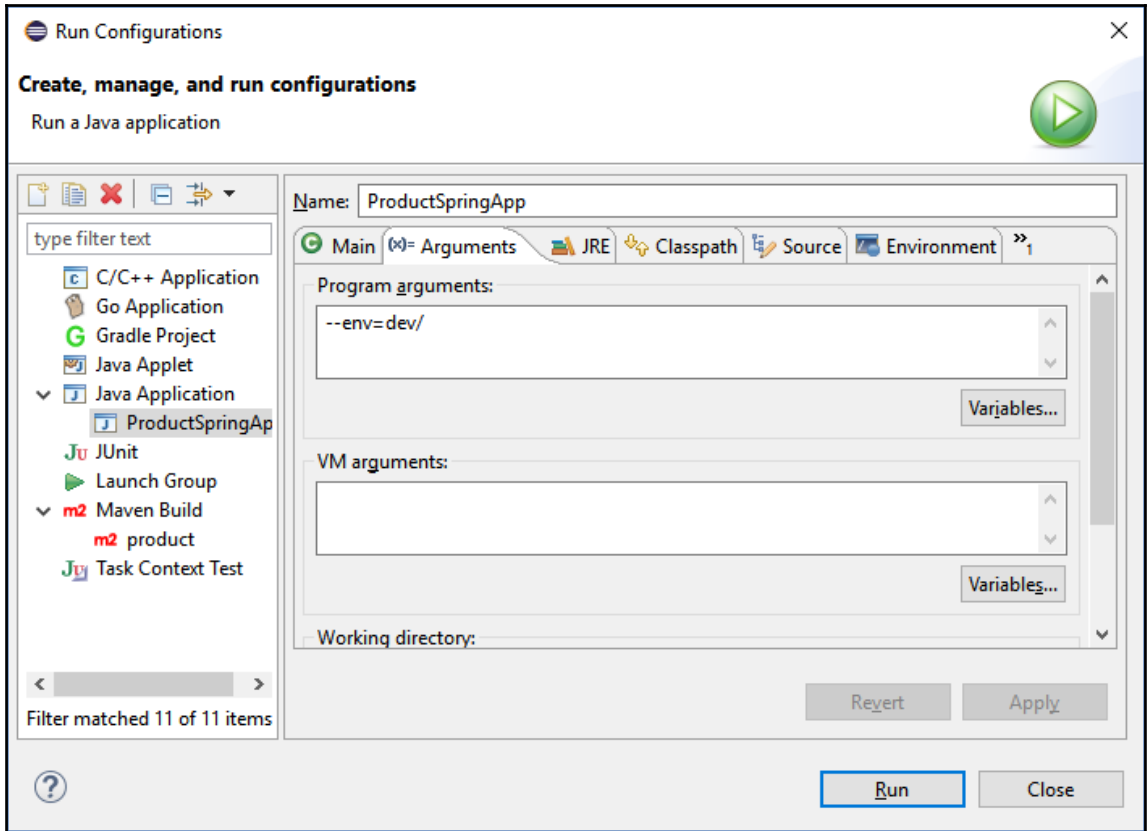 Run Configurations
Create, manage, and run configurations
Run a Java application
type filter text
C/C++ Application
Go Application
Gradle Project
Java Applet
Java Application
ProductSpringAp
JUnit
Launch Group
m2 Maven Build
m2 product
Task Context Test
Filter matched 11 of 11 items
Name: ProductSpringApp
Main (x)= Arguments JRE Classpath Source Environment »1
Program arguments:
--env=dev/
Variables...
VM arguments:
Variables...
Working directory:
Revert Apply
Run Close